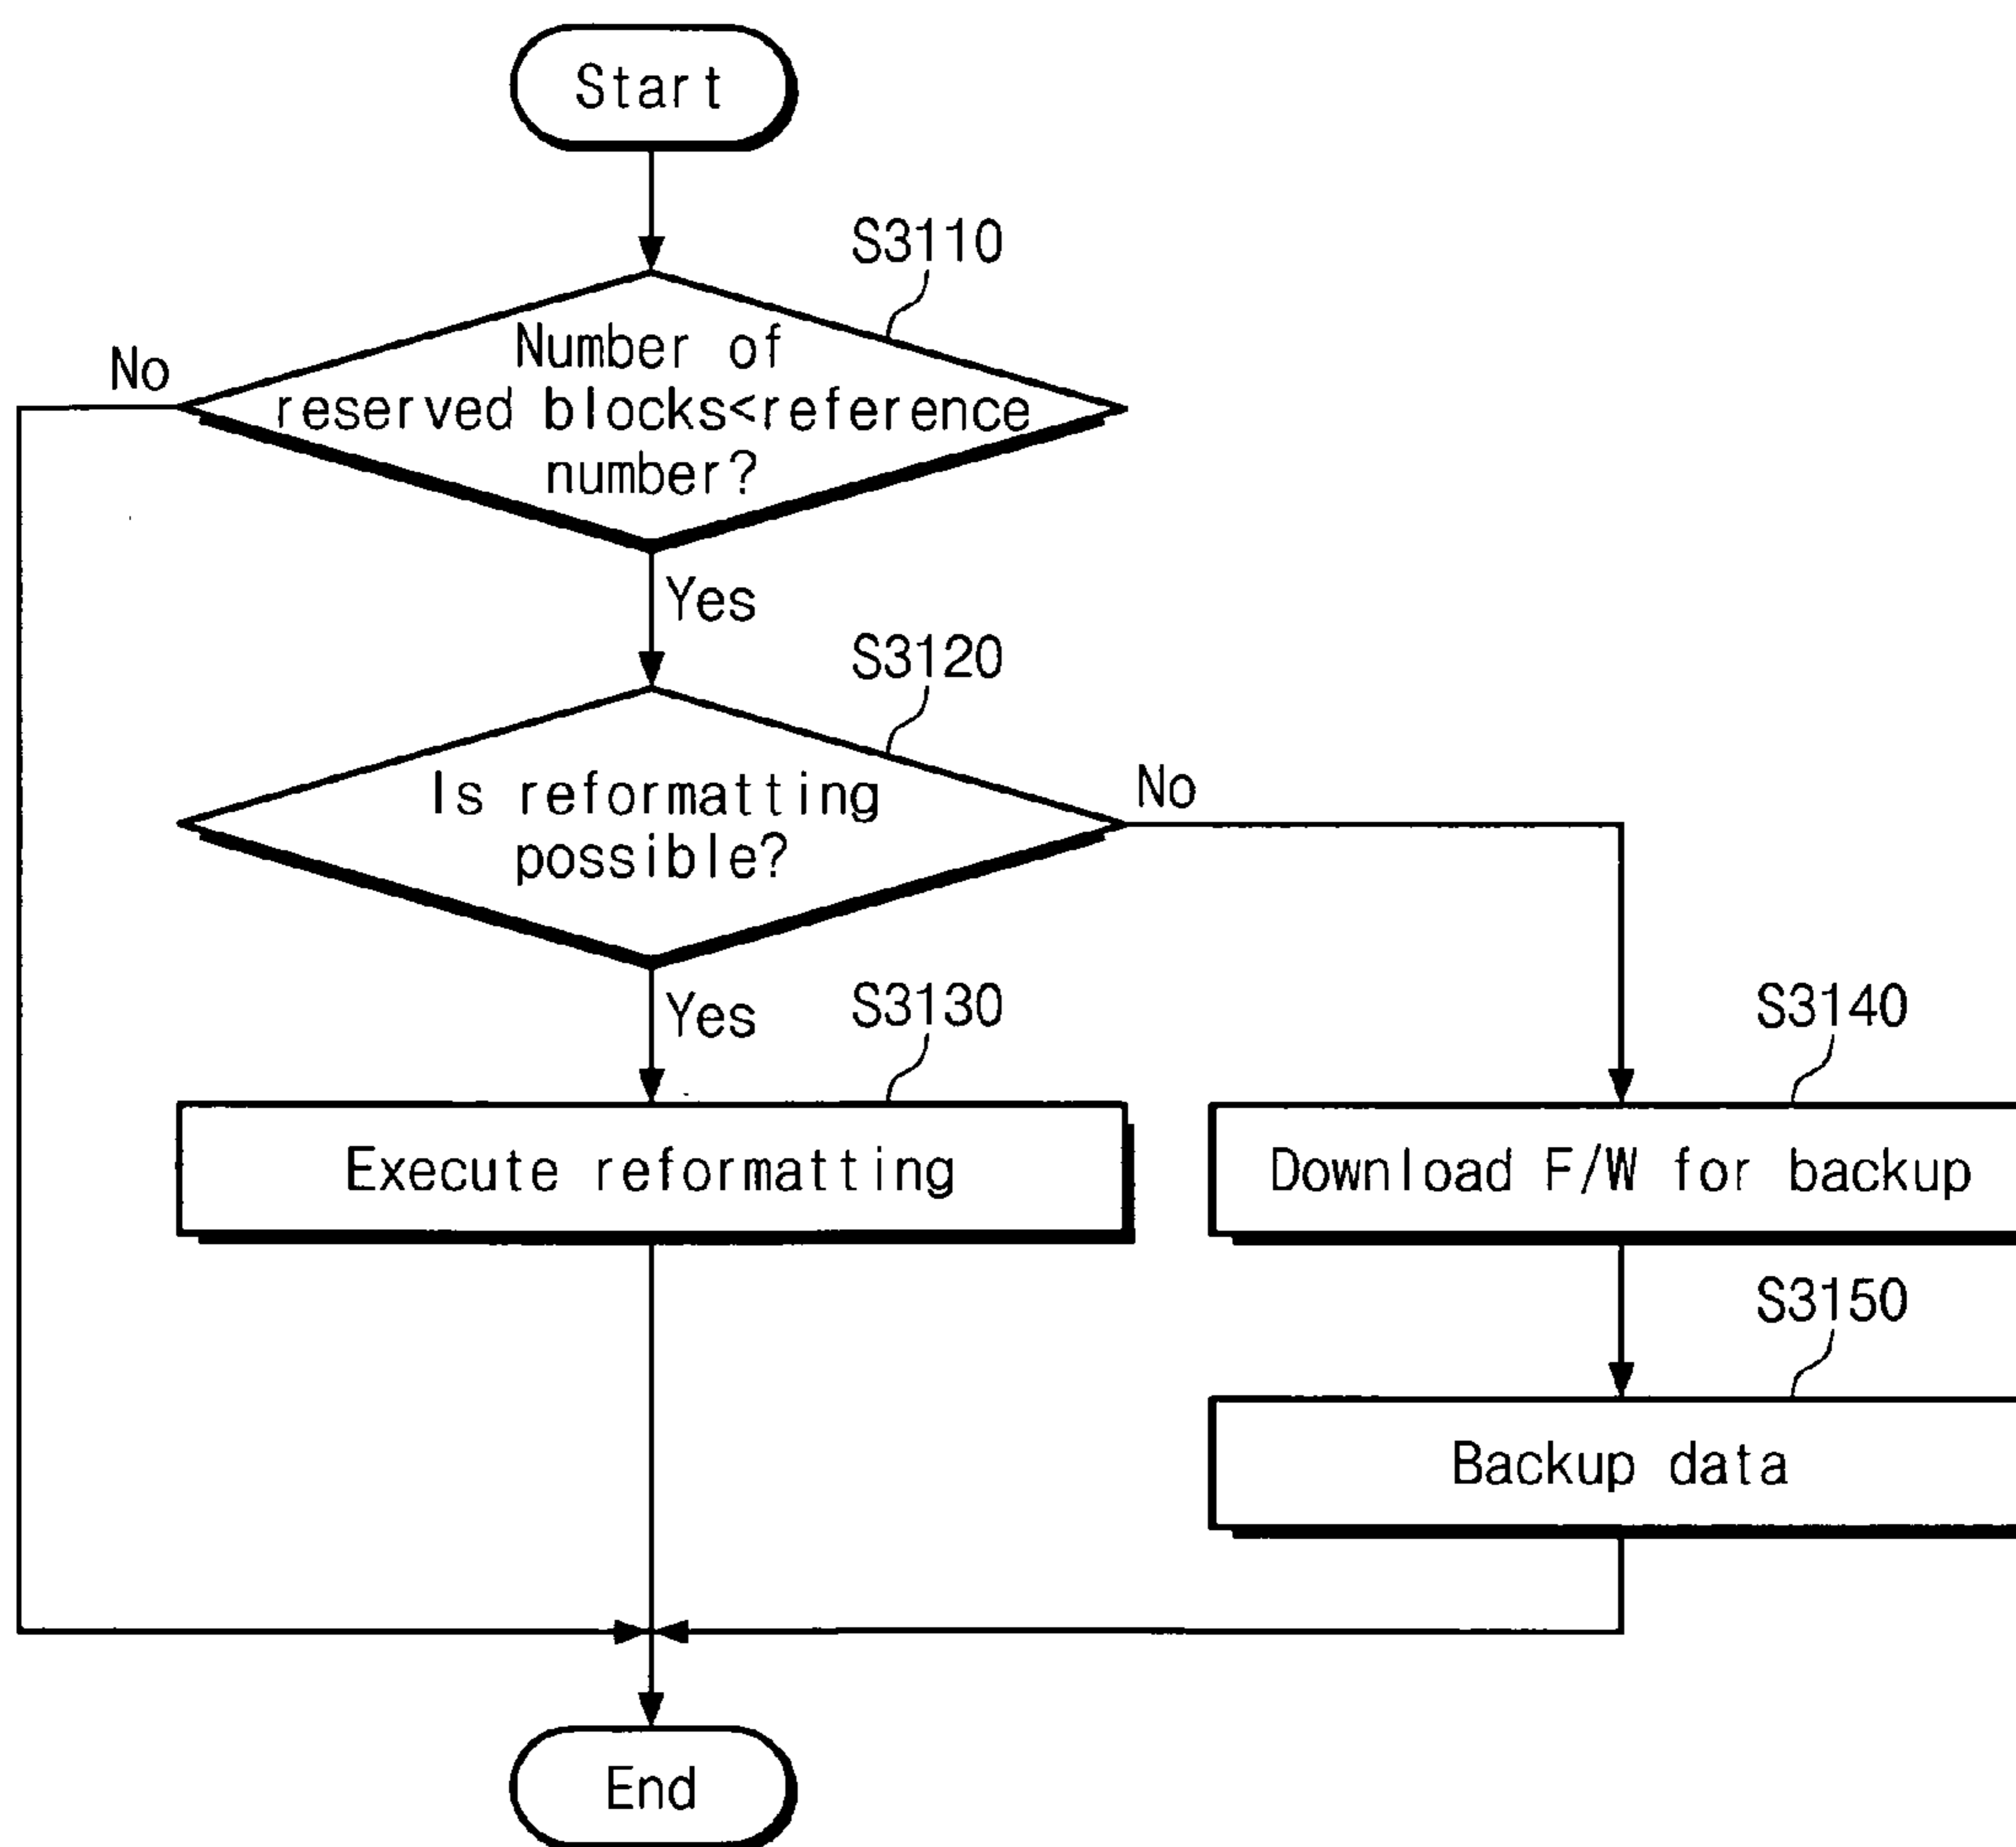 Start
S3110
No
Number of
reserved blocks<reference
number?
Yes
S3120
Is reformatting
possible?
No
Yes
S3130
S3140
Execute reformatting
Download F/W for backup
S3150
Backup data
End